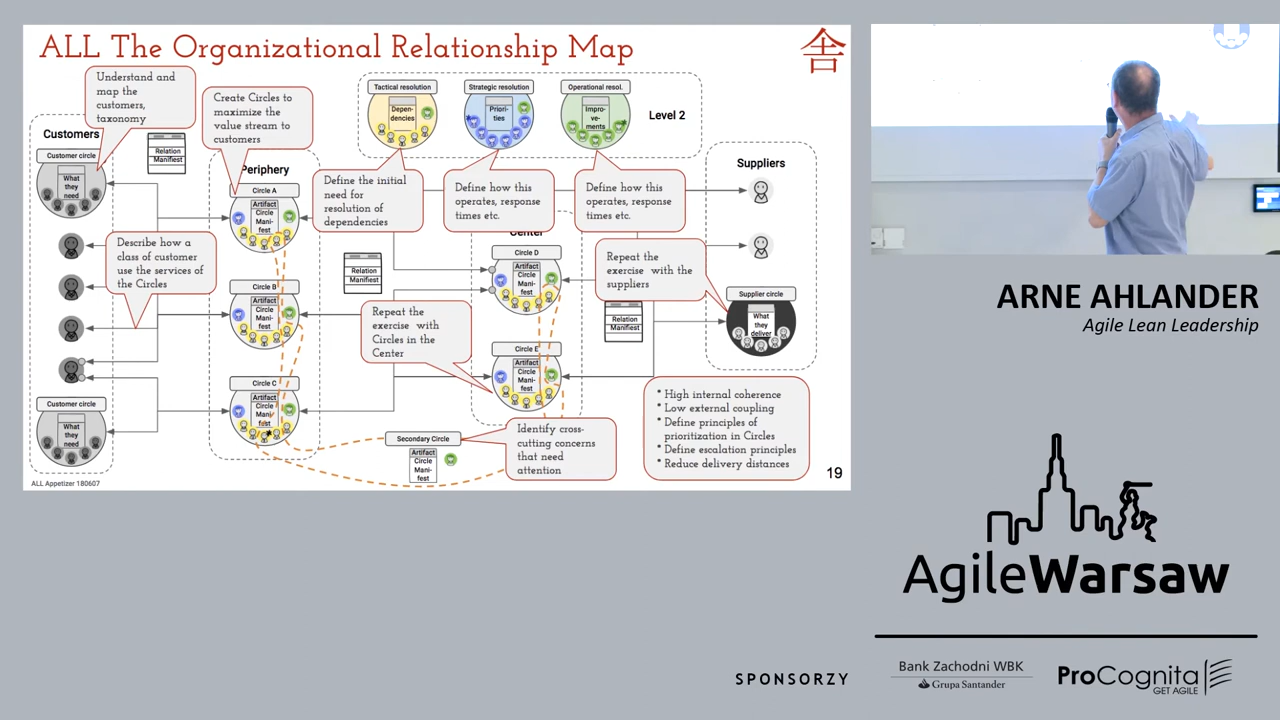 ALL The Organizational Relationship Map
舎
Understand and
map the
customers,
taxonomy
Create Circles to
maximize the
value stream to
customers
Tactical resolution
Depen-
dencies
Strategic resolution
Priori-
ties
Operational resol.
Impro-
ve-
ments
Level 2
Customers
Customer circle
What
they
need
Relation
Manifiest
Periphery
Circle A
Artifact
Circle
Mani-
fest
Define the initial
need for
resolution of
dependencies
Define how this
operates, response
times etc.
Define how this
operates, response
times etc.
Suppliers
Describe how a
class of customer
use the services of
the Circles
Circle B
Artifact
Circle
Mani-
fest
Relation
Manifiest
Center
Circle D
Artifact
Circle
Mani-
fest
Repeat the
exercise with the
suppliers
Relation
Manifiest
Supplier circle
What
they
deliver
Repeat the
exercise with
Circles in the
Center
Circle E
Artifact
Circle
Mani-
fest
Customer circle
What
they
need
Circle C
Artifact
Circle
Mani
fest
Secondary Circle
Artifact
Circle
Mani-
fest
Identify cross-
cutting concerns
that need
attention
* High internal coherence
* Low external coupling
* Define principles of
prioritization in Circles
* Define escalation principles
* Reduce delivery distances
ALL Appetizer 180607
19
ARNE AHLANDER
Agile Lean Leadership
AgileWarsaw
SPONSORZY
Bank Zachodni WBK
Grupa Santander
ProCognita
GET AGILE